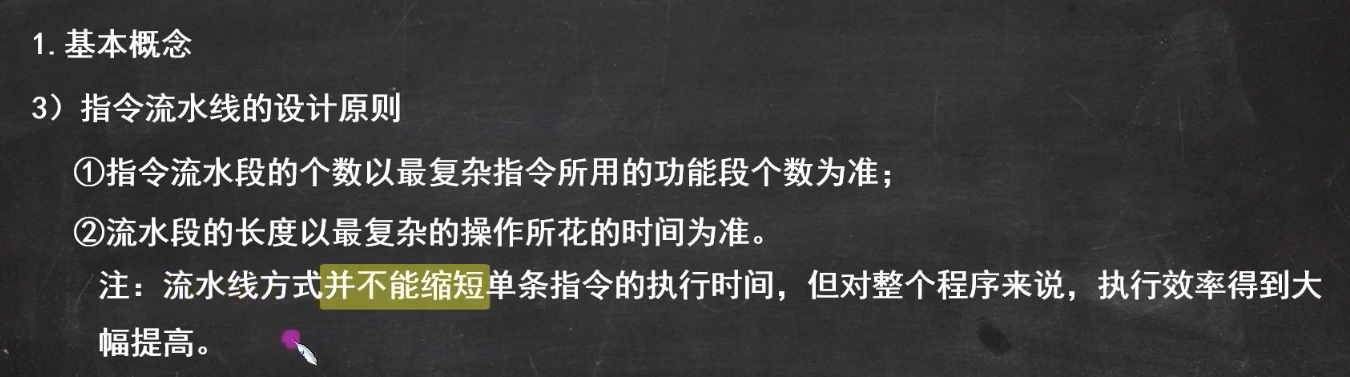 1.基本概念
3）指令流水线的设计原则
①指令流水段的个数以最复杂指令所用的功能段个数为准；
②流水段的长度以最复杂的操作所花的时间为准。
注：流水线方式并不能缩短单条指令的执行时间，但对整个程序来说，执行效率得到大
幅提高。